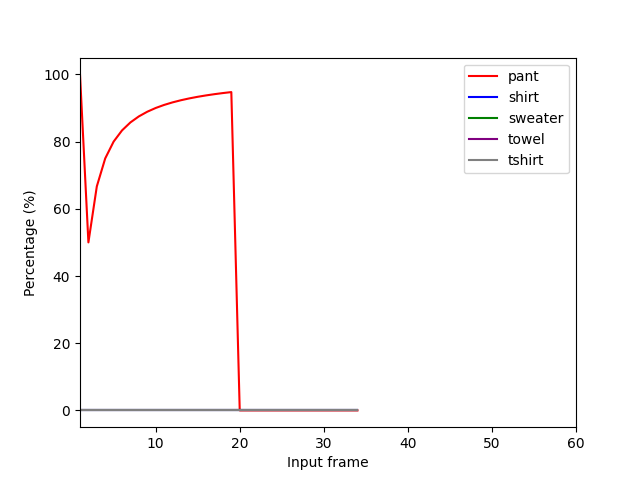 100
80
60
40
20
0
Percentage (%)
pant
shirt
sweater
towel
tshirt
10 20 30 40 50 60
Input frame